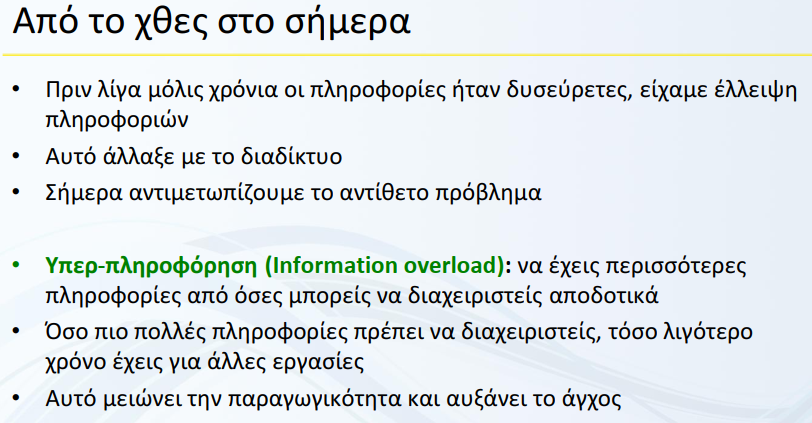 Από το χθες στο σήμερα
• Πριν λίγα μόλις χρόνια οι πληροφορίες ήταν δυσεύρετες, είχαμε έλλειψη
πληροφοριών
• Αυτό άλλαξε με το διαδίκτυο
• Σήμερα αντιμετωπίζουμε το αντίθετο πρόβλημα
• Υπερ-πληροφόρηση (Information overload): να έχεις περισσότερες
πληροφορίες από όσες μπορείς να διαχειριστείς αποδοτικά
• Όσο πιο πολλές πληροφορίες πρέπει να διαχειριστείς, τόσο λιγότερο
χρόνο έχεις για άλλες εργασίες
• Αυτό μειώνει την παραγωγικότητα και αυξάνει το άγχος